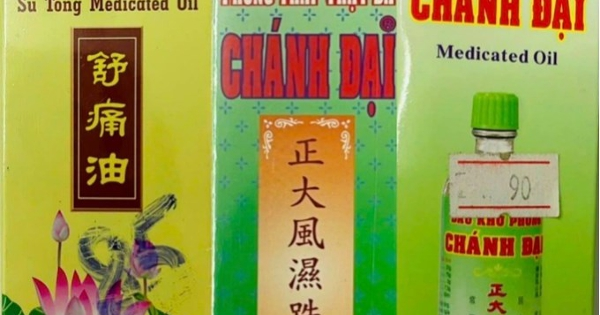 Su Tong Medicated Oil
舒痛油
CHÁNH ĐẠI
正大風濕跌
CHÁNH ĐẠI
Medicated Oil
90
CHÁNH ĐẠI
正大